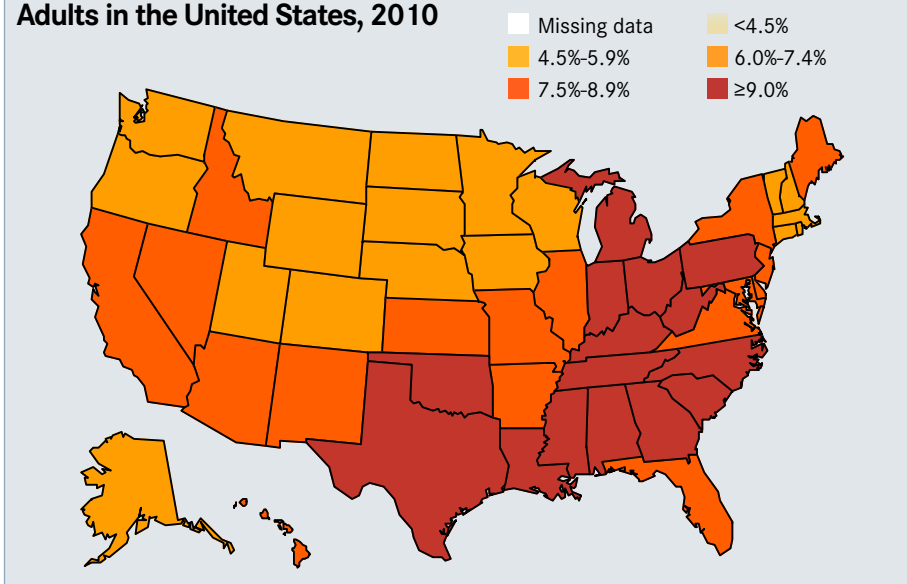 Adults in the United States, 2010
Missing data
<4.5%
4.5%-5.9%
6.0%-7.4%
7.5%-8.9%
≥9.0%